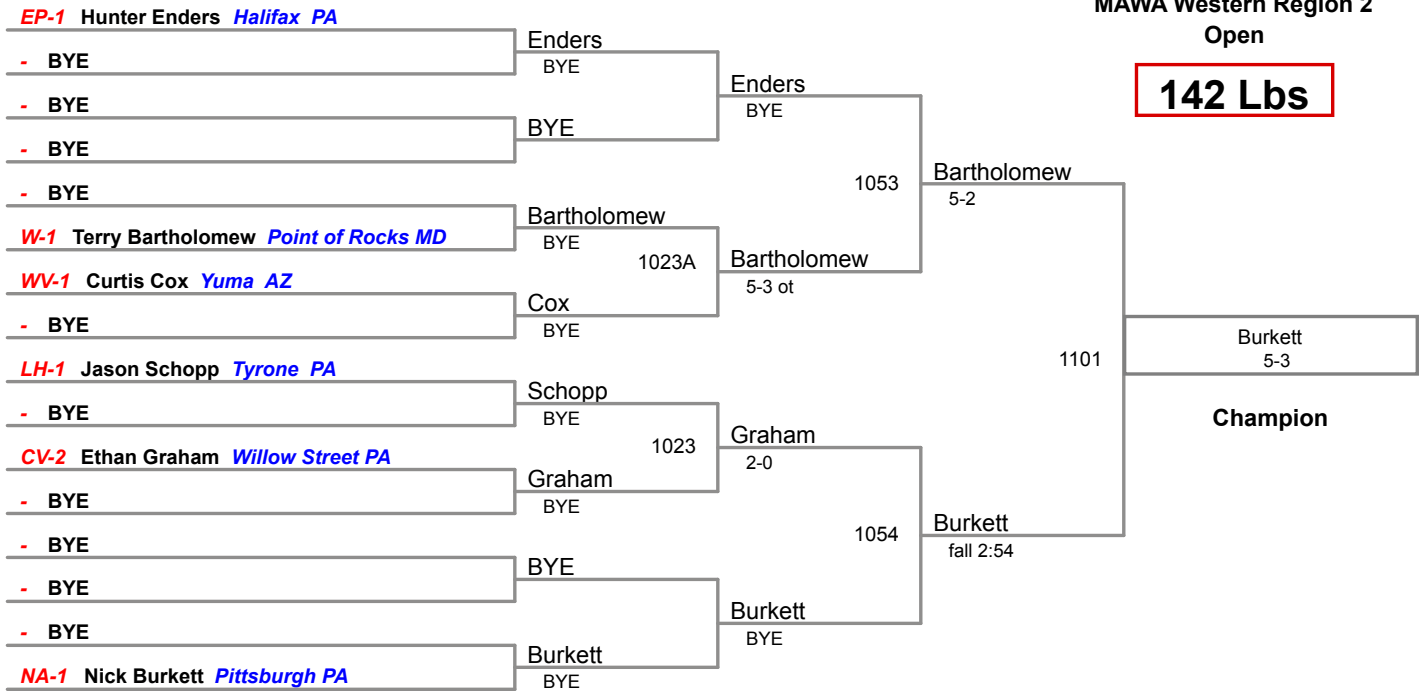 MAWA Western Region 2
Open
142 Lbs
EP-1 Hunter Enders Halifax PA
- BYE
- BYE
- BYE
- BYE
W-1 Terry Bartholomew Point of Rocks MD
WV-1 Curtis Cox Yuma AZ
- BYE
LH-1 Jason Schopp Tyrone PA
- BYE
CV-2 Ethan Graham Willow Street PA
- BYE
- BYE
- BYE
- BYE
NA-1 Nick Burkett Pittsburgh PA
Enders
BYE
BYE
Bartholomew
BYE
Cox
BYE
Schopp
BYE
Graham
BYE
BYE
Burkett
BYE
1023A
1023
Enders
BYE
Bartholomew
5-3 ot
Graham
2-0
Burkett
BYE
1053
1054
Bartholomew
5-2
Burkett
fall 2:54
1101
Burkett
5-3
Champion